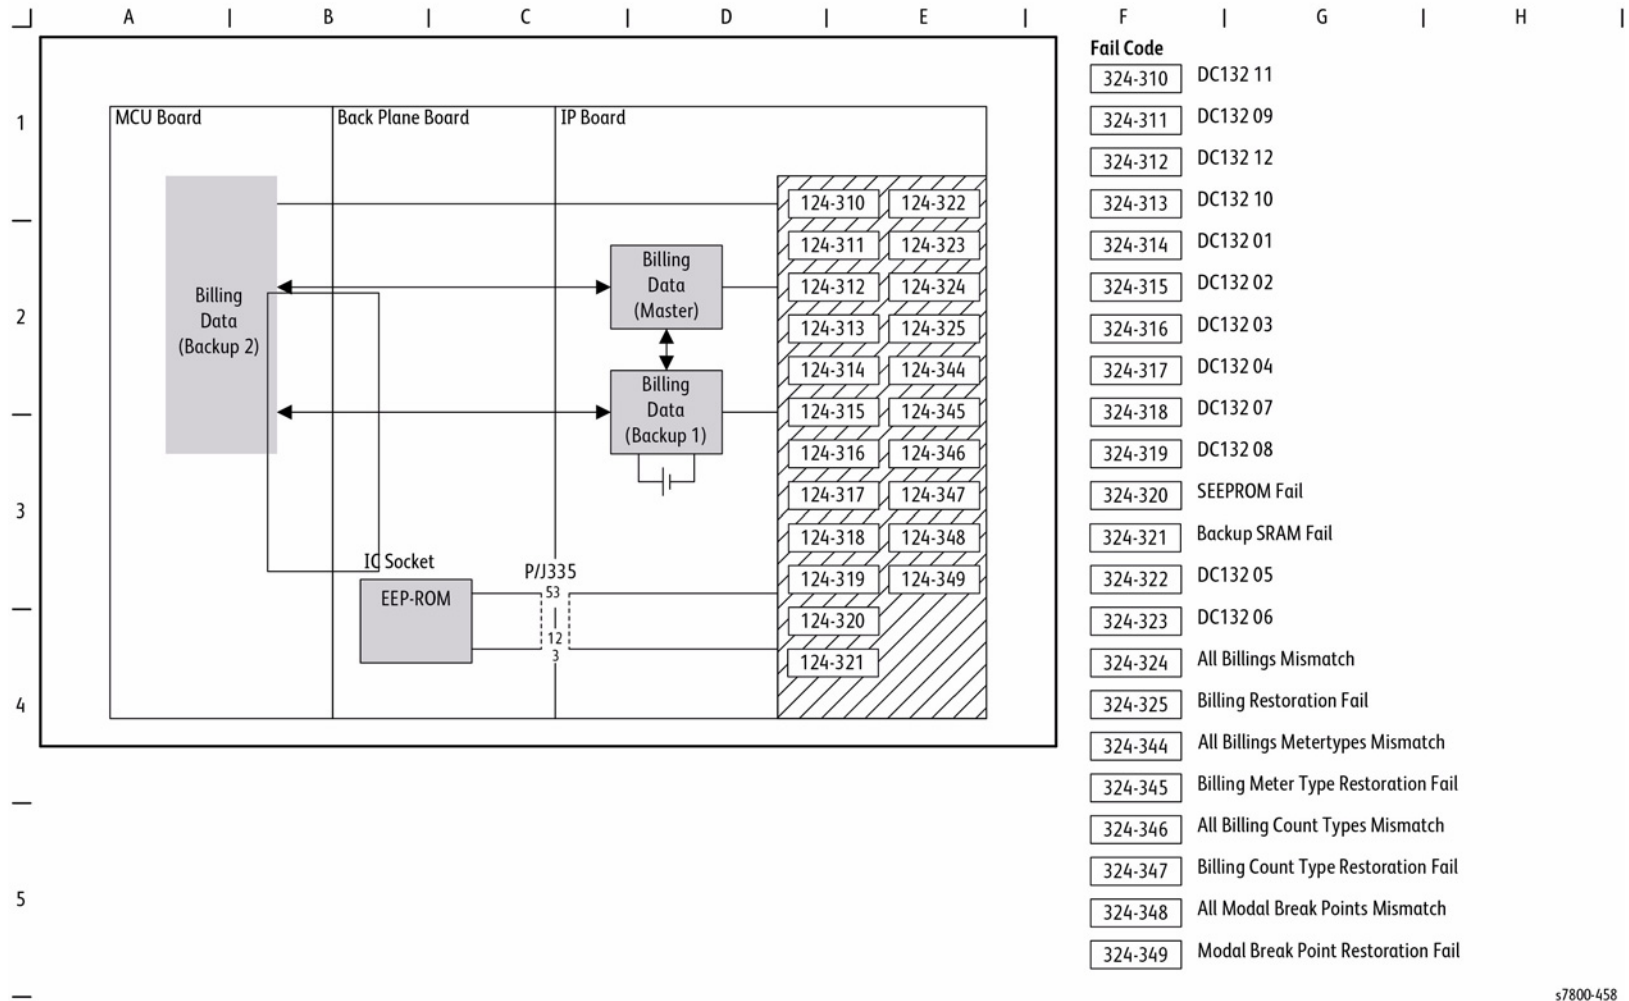 A B C D E F G H
Fail Code
324-310 DC132 11
324-311 DC132 09
324-312 DC132 12
324-313 DC132 10
324-314 DC132 01
324-315 DC132 02
324-316 DC132 03
324-317 DC132 04
324-318 DC132 07
324-319 DC132 08
324-320 SEEPROM Fail
324-321 Backup SRAM Fail
324-322 DC132 05
324-323 DC132 06
324-324 All Billings Mismatch
324-325 Billing Restoration Fail
324-344 All Billings Metertypes Mismatch
324-345 Billing Meter Type Restoration Fail
324-346 All Billing Count Types Mismatch
324-347 Billing Count Type Restoration Fail
324-348 All Modal Break Points Mismatch
324-349 Modal Break Point Restoration Fail
1
2
3
4
5
MCU Board
Back Plane Board
IP Board
Billing
Data
(Backup 2)
Billing
Data
(Master)
Billing
Data
(Backup 1)
IC Socket
EEP-ROM
P/J335
53
12
3
124-310 124-322
124-311 124-323
124-312 124-324
124-313 124-325
124-314 124-344
124-315 124-345
124-316 124-346
124-317 124-347
124-318 124-348
124-319 124-349
124-320
124-321
s7800-458